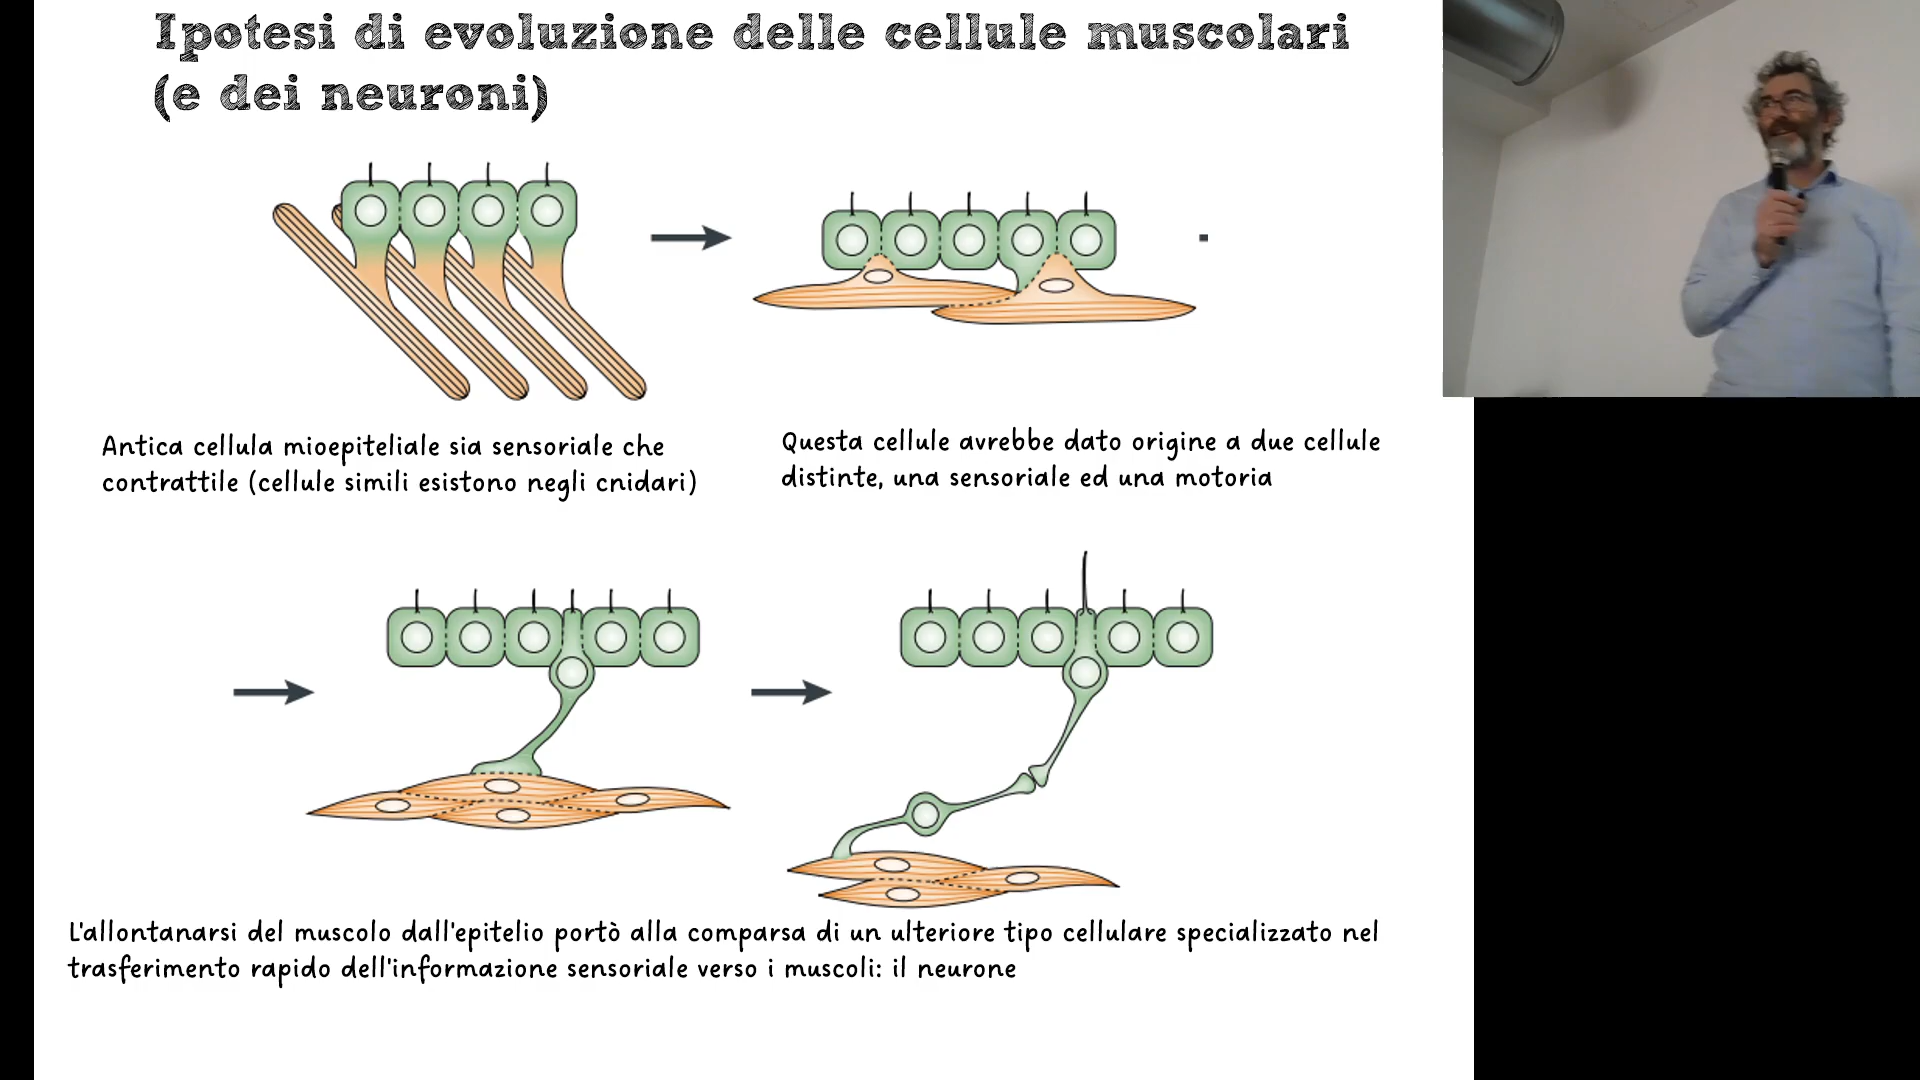 Ipotesi di evoluzione delle cellule muscolari
(e dei neuroni)
Antica cellula mioepiteliale sia sensoriale che
contrattile (cellule simili esistono negli cnidari)
Questa cellule avrebbe dato origine a due cellule
distinte, una sensoriale ed una motoria
L'allontanarsi del muscolo dall'epitelio portò alla comparsa di un ulteriore tipo cellulare specializzato nel
trasferimento rapido dell'informazione sensoriale verso i muscoli: il neurone